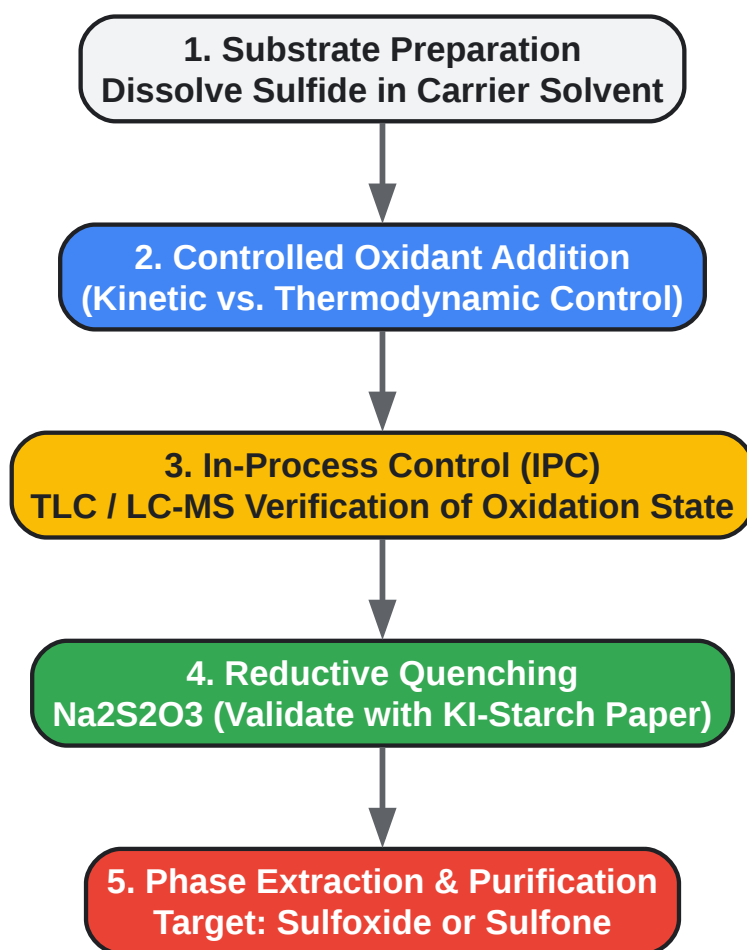 1. Substrate Preparation
Dissolve Sulfide in Carrier Solvent
2. Controlled Oxidant Addition
(Kinetic vs. Thermodynamic Control)
3. In-Process Control (IPC)
TLC / LC-MS Verification of Oxidation State
4. Reductive Quenching
Na2S2O3 (Validate with KI-Starch Paper)
5. Phase Extraction & Purification
Target: Sulfoxide or Sulfone